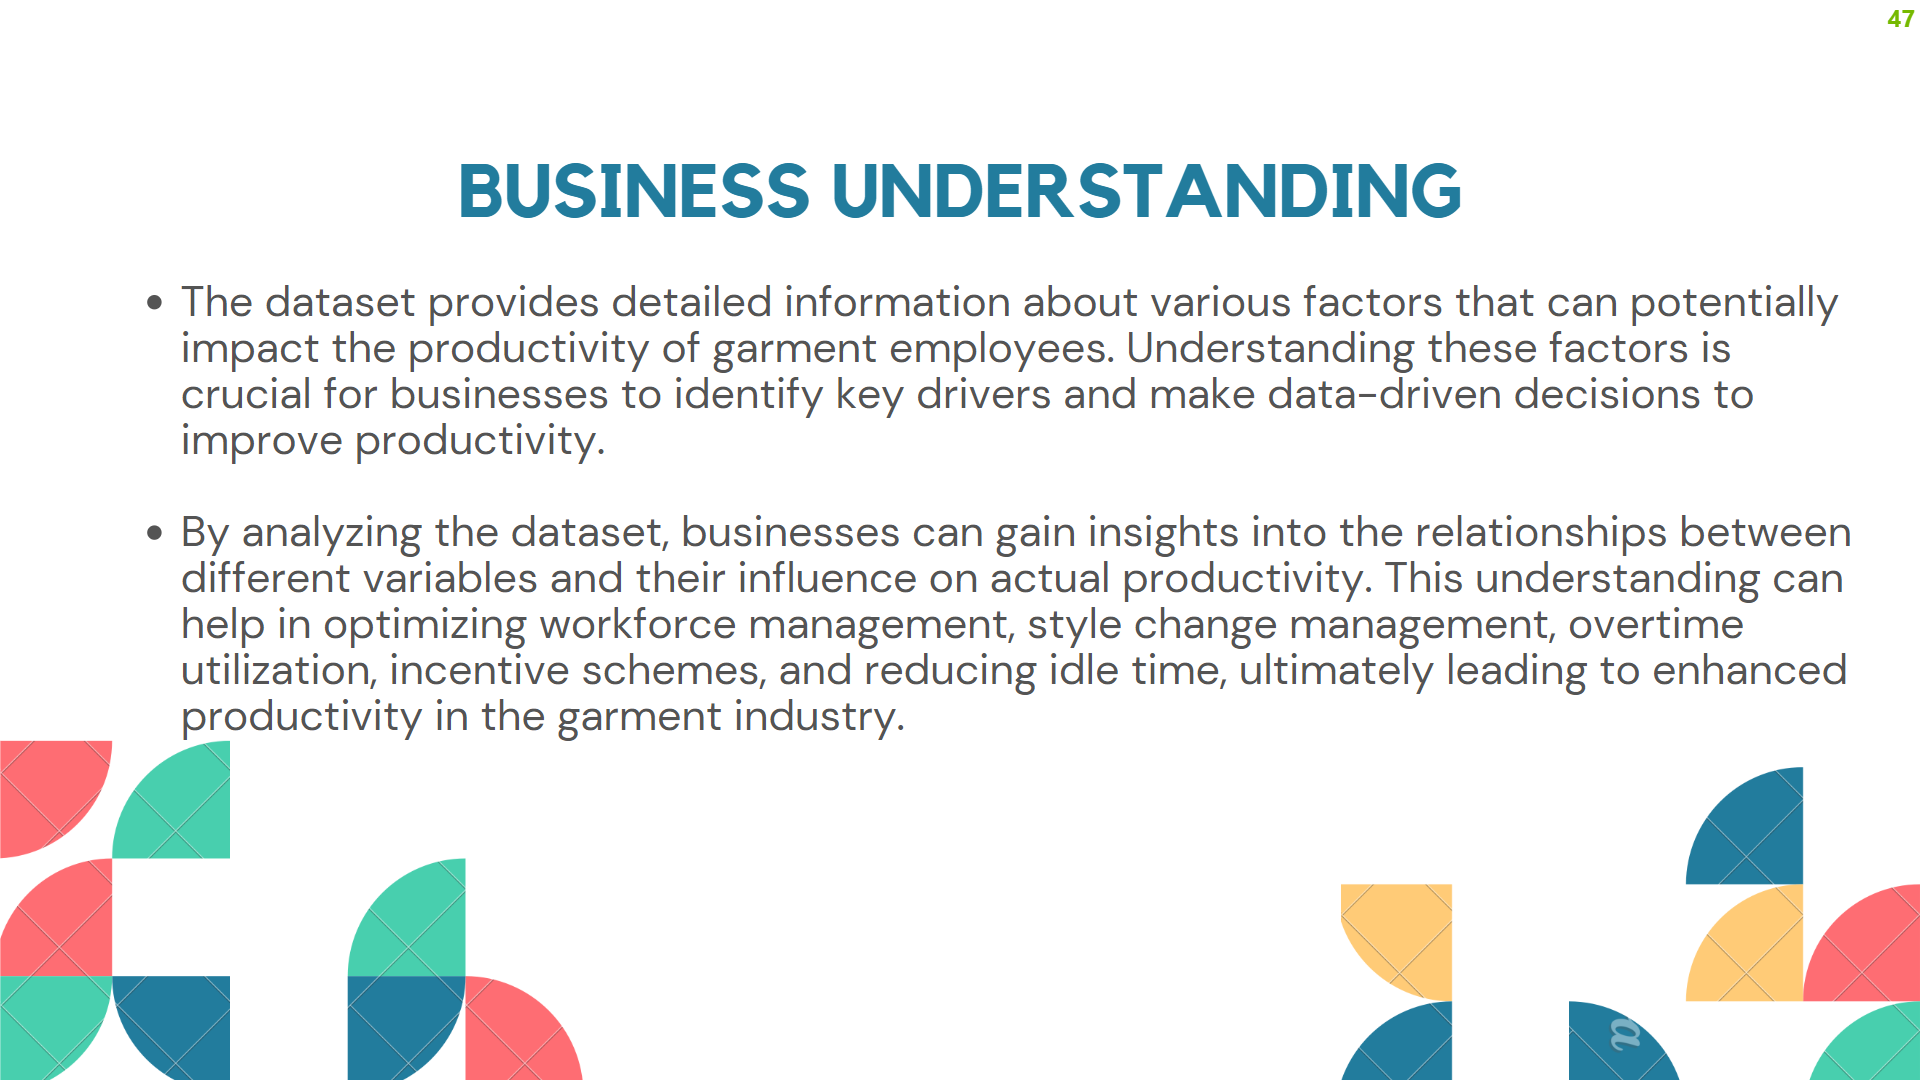 47
BUSINESS UNDERSTANDING
• The dataset provides detailed information about various factors that can potentially
impact the productivity of garment employees. Understanding these factors is
crucial for businesses to identify key drivers and make data-driven decisions to
improve productivity.
• By analyzing the dataset, businesses can gain insights into the relationships between
different variables and their influence on actual productivity. This understanding can
help in optimizing workforce management, style change management, overtime
utilization, incentive schemes, and reducing idle time, ultimately leading to enhanced
productivity in the garment industry.
a